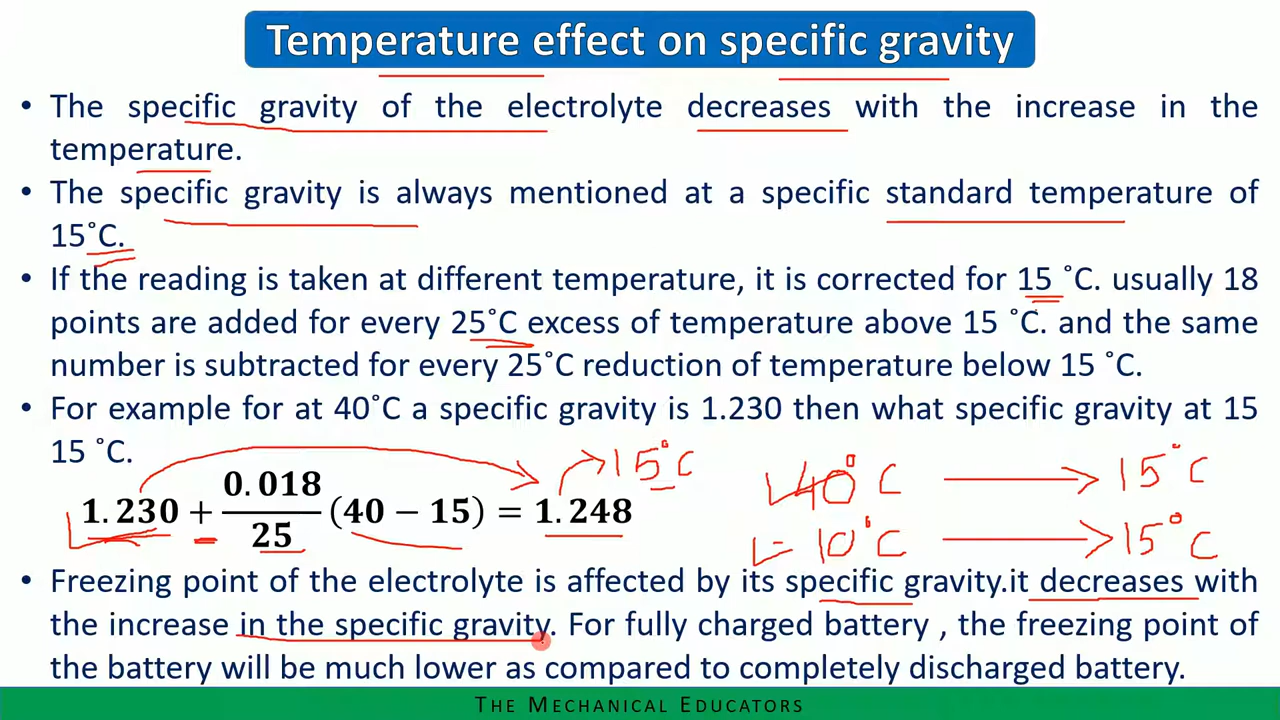 Temperature effect on specific gravity
• The specific gravity of the electrolyte decreases with the increase in the
temperature.
• The specific gravity is always mentioned at a specific standard temperature of
15˚C.
• If the reading is taken at different temperature, it is corrected for 15 ˚C. usually 18
points are added for every 25˚C excess of temperature above 15 ˚C. and the same
number is subtracted for every 25˚C reduction of temperature below 15 ˚C.
• For example for at 40˚C a specific gravity is 1.230 then what specific gravity at 15
15 ˚C.
15°C
40°C → 15°C
1.230 + 0.018/25 (40 − 15) = 1.248
10°C → 15°C
• Freezing point of the electrolyte is affected by its specific gravity.it decreases with
the increase in the specific gravity. For fully charged battery , the freezing point of
the battery will be much lower as compared to completely discharged battery.
THE MECHANICAL EDUCATORS